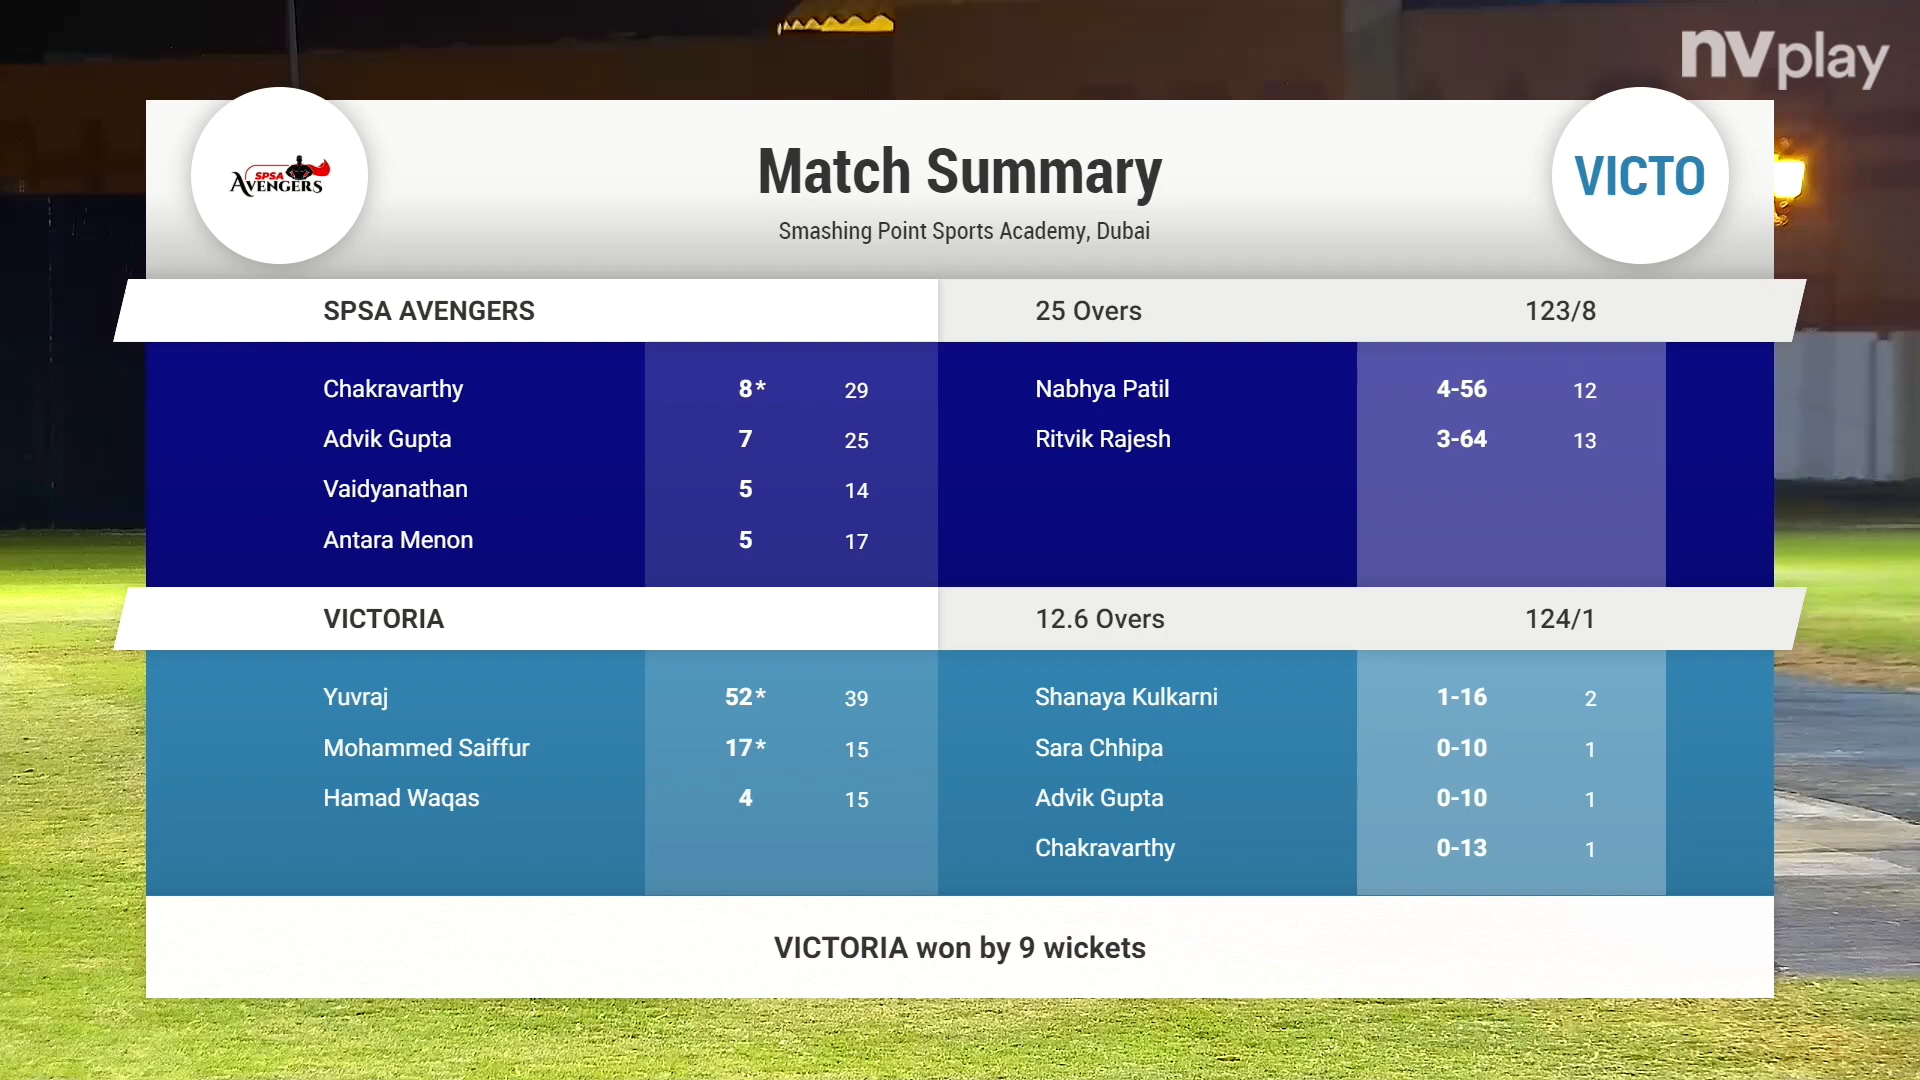 nvplay
SPSA
AVENGERS
Match Summary
VICTO
Smashing Point Sports Academy, Dubai
SPSA AVENGERS 25 Overs 123/8
Chakravarthy 8* 29 Nabhya Patil 4-56 12
Advik Gupta 7 25 Ritvik Rajesh 3-64 13
Vaidyanathan 5 14
Antara Menon 5 17
VICTORIA 12.6 Overs 124/1
Yuvraj 52* 39 Shanaya Kulkarni 1-16 2
Mohammed Saiffur 17* 15 Sara Chhipa 0-10 1
Hamad Waqas 4 15 Advik Gupta 0-10 1
Chakravarthy 0-13 1
VICTORIA won by 9 wickets